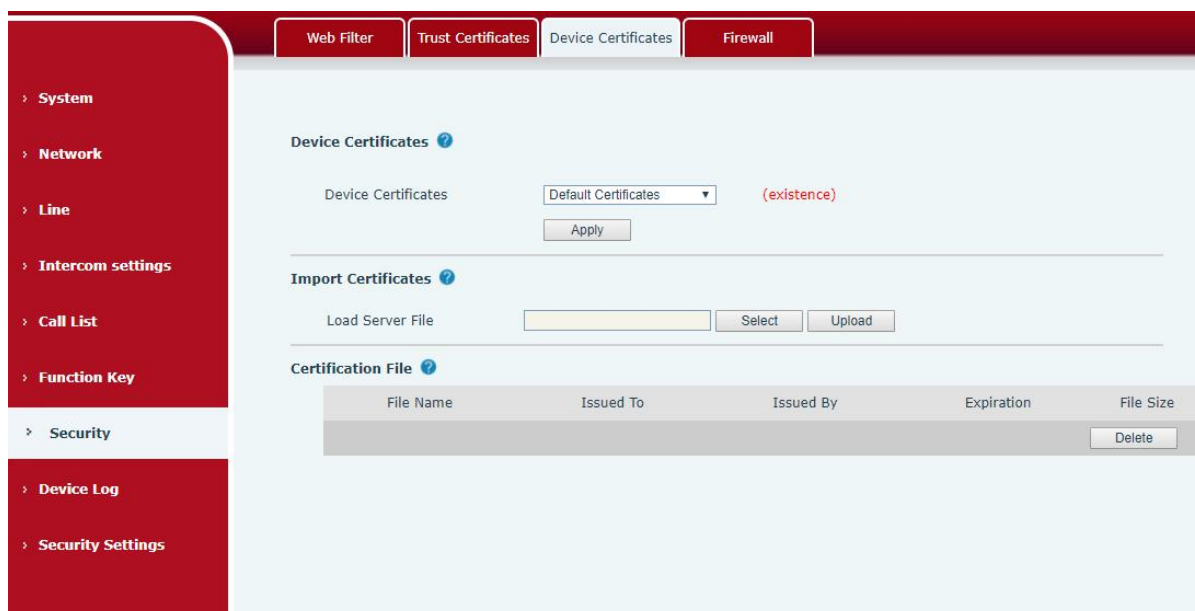 Web Filter Trust Certificates Device Certificates Firewall
System
Network
Line
Intercom settings
Call List
Function Key
Security
Device Log
Security Settings
Device Certificates
Device Certificates Default Certificates (existence)
Apply
Import Certificates
Load Server File Select Upload
Certification File
File Name Issued To Issued By Expiration File Size
Delete